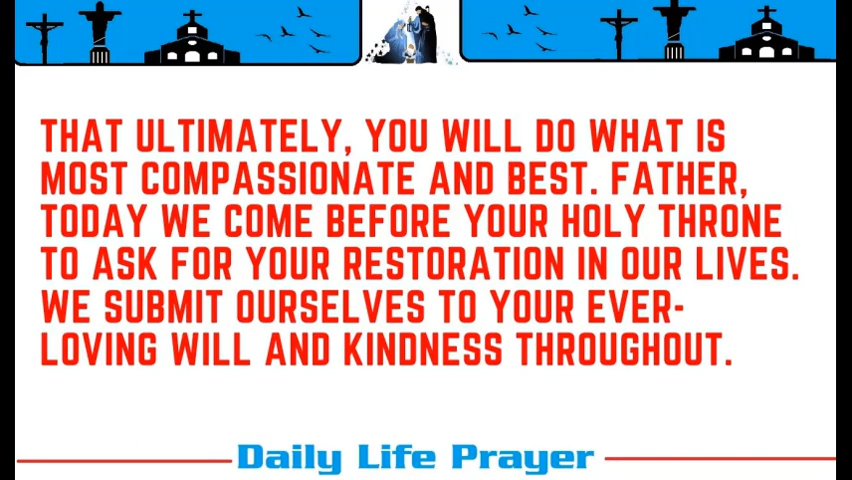 THAT ULTIMATELY, YOU WILL DO WHAT IS
MOST COMPASSIONATE AND BEST. FATHER,
TODAY WE COME BEFORE YOUR HOLY THRONE
TO ASK FOR YOUR RESTORATION IN OUR LIVES.
WE SUBMIT OURSELVES TO YOUR EVER-
LOVING WILL AND KINDNESS THROUGHOUT.
Daily Life Prayer